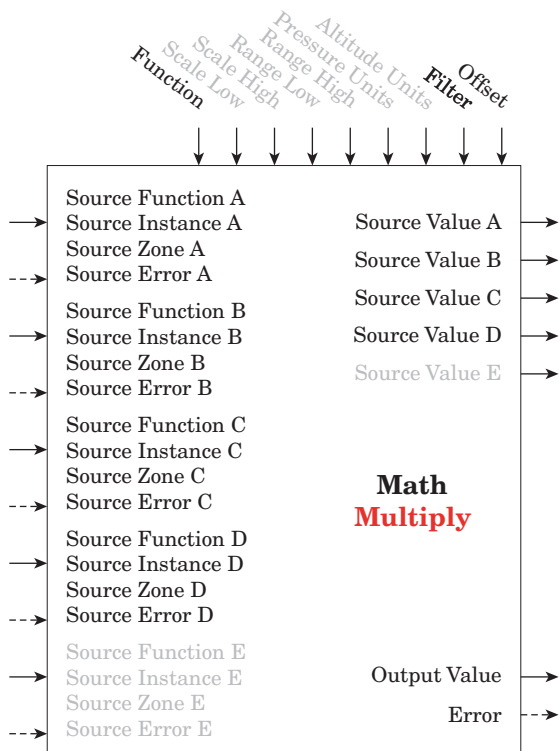 Function
Scale Low
Scale High
Range Low
Range High
Pressure Units
Altitude Units
Filter
Offset
Source Function A
Source Instance A
Source Zone A
Source Error A
Source Function B
Source Instance B
Source Zone B
Source Error B
Source Function C
Source Instance C
Source Zone C
Source Error C
Source Function D
Source Instance D
Source Zone D
Source Error D
Source Function E
Source Instance E
Source Zone E
Source Error E
Source Value A
Source Value B
Source Value C
Source Value D
Source Value E
Math
Multiply
Output Value
Error